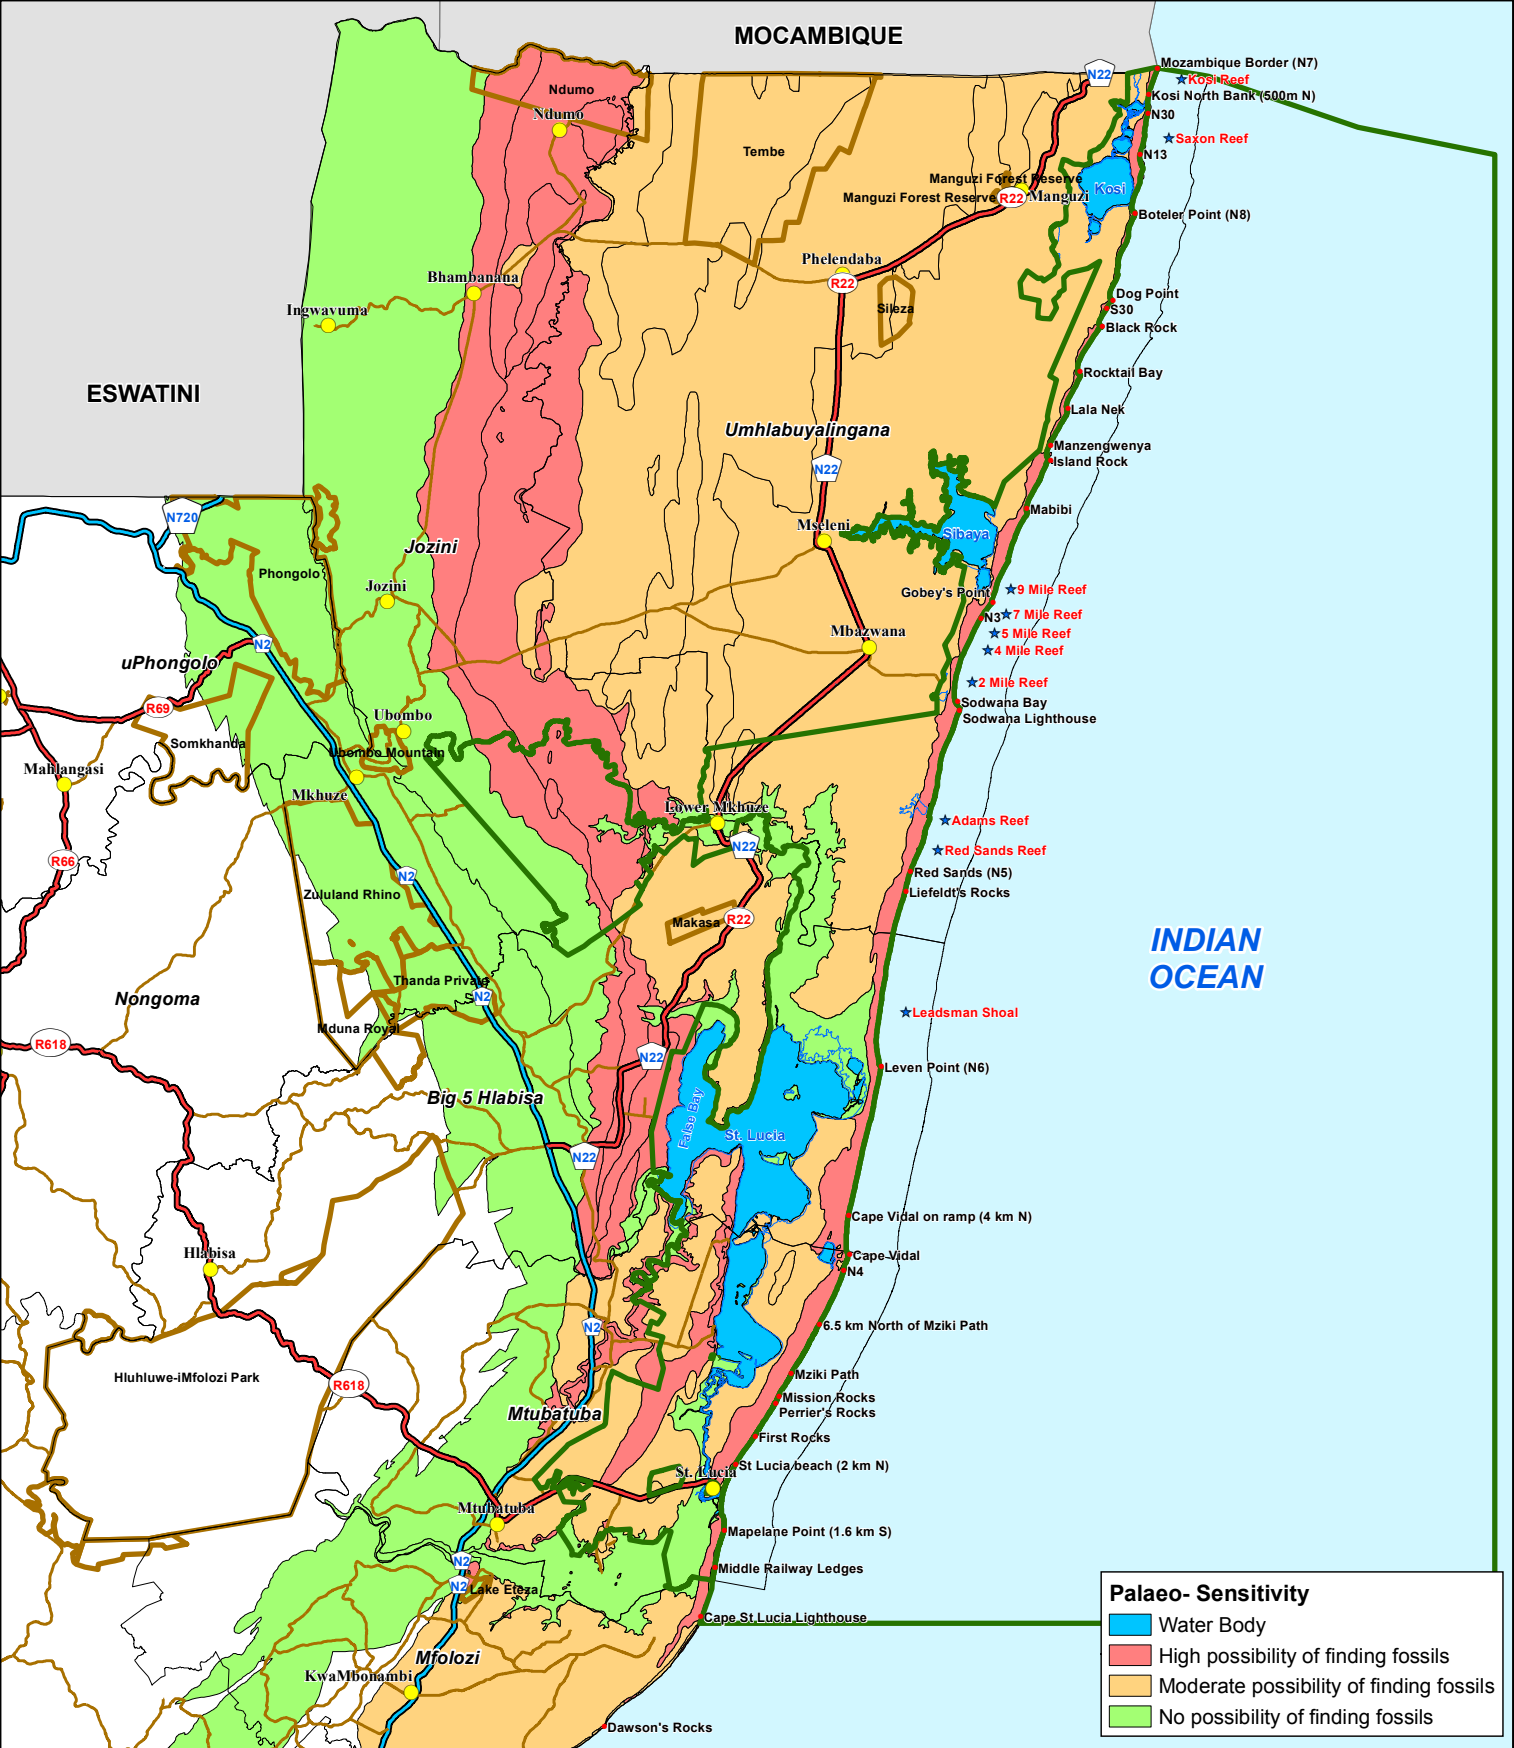 MOCAMBIQUE
Mozambique Border (N7)
N22
Kosi Reef
Ndumo
Kosi North Bank (500m N)
Ndumo
N30
Saxon Reef
Tembe
N13
Manguzi Forest Reserve
Kosi
Manguzi Forest Reserve
R22
Manguzi
Boteler Point (N8)
Phelendaba
Bhambanana
R22
Dog Point
Ingwavuma
Sileza
S30
Black Rock
Rocktail Bay
ESWATINI
Lala Nek
Umhlabuyalingana
Manzengwenya
Island Rock
N22
Mabibi
N720
Mseleni
Sibaya
Jozini
Phongolo
Jozini
Gobey's Point
9 Mile Reef
N3
7 Mile Reef
N2
Mbazwana
5 Mile Reef
4 Mile Reef
uPhongolo
2 Mile Reef
R69
Sodwana Bay
Ubombo
Sodwana Lighthouse
Somkhanda
Ubombo Mountain
Mahlangasi
Mkhuze
Lower Mkhuze
Adams Reef
N22
Red Sands Reef
R66
N2
Red Sands (N5)
Zululand Rhino
Liefeldt's Rocks
Makasa
R22
INDIAN
OCEAN
Thanda Private
Nongoma
N2
Leadsman Shoal
Mduna Royal
R618
N22
Leven Point (N6)
Big 5 Hlabisa
False Bay
St. Lucia
N22
Cape Vidal on ramp (4 km N)
Hlabisa
Cape Vidal
N4
N2
6.5 km North of Mziki Path
Hluhluwe-iMfolozi Park
R618
Mziki Path
Mission Rocks
Mtubatuba
Perrier's Rocks
First Rocks
St. Lucia
St Lucia beach (2 km N)
Mtubatuba
Mapelane Point (1.6 km S)
N2
Middle Railway Ledges
N2
Lake Eteza
Cape St Lucia Lighthouse
Mfolozi
KwaMbonambi
Dawson's Rocks
Palaeo- Sensitivity
Water Body
High possibility of finding fossils
Moderate possibility of finding fossils
No possibility of finding fossils